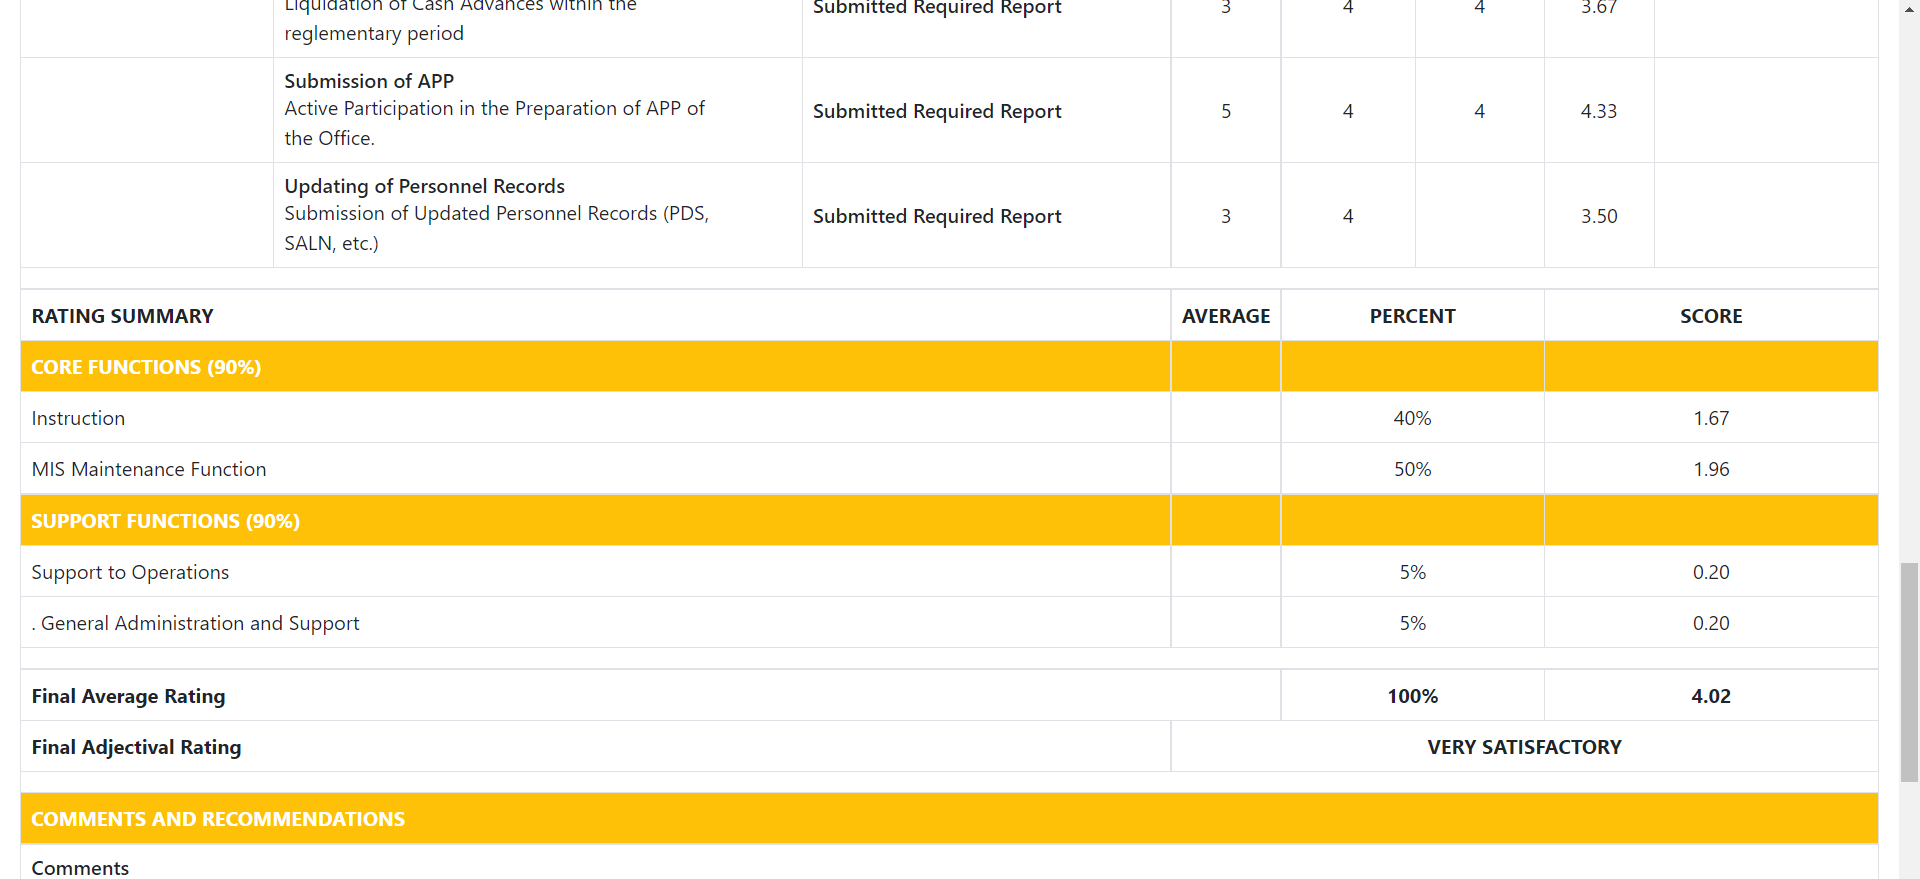 Liquidation of Cash Advances within the
reglementary period
Submitted Required Report 3 4 4 3.67
Submission of APP
Active Participation in the Preparation of APP of
the Office.
Submitted Required Report 5 4 4 4.33
Updating of Personnel Records
Submission of Updated Personnel Records (PDS,
SALN, etc.)
Submitted Required Report 3 4 3.50
RATING SUMMARY AVERAGE PERCENT SCORE
CORE FUNCTIONS (90%)
Instruction 40% 1.67
MIS Maintenance Function 50% 1.96
SUPPORT FUNCTIONS (90%)
Support to Operations 5% 0.20
. General Administration and Support 5% 0.20
Final Average Rating 100% 4.02
Final Adjectival Rating VERY SATISFACTORY
COMMENTS AND RECOMMENDATIONS
Comments